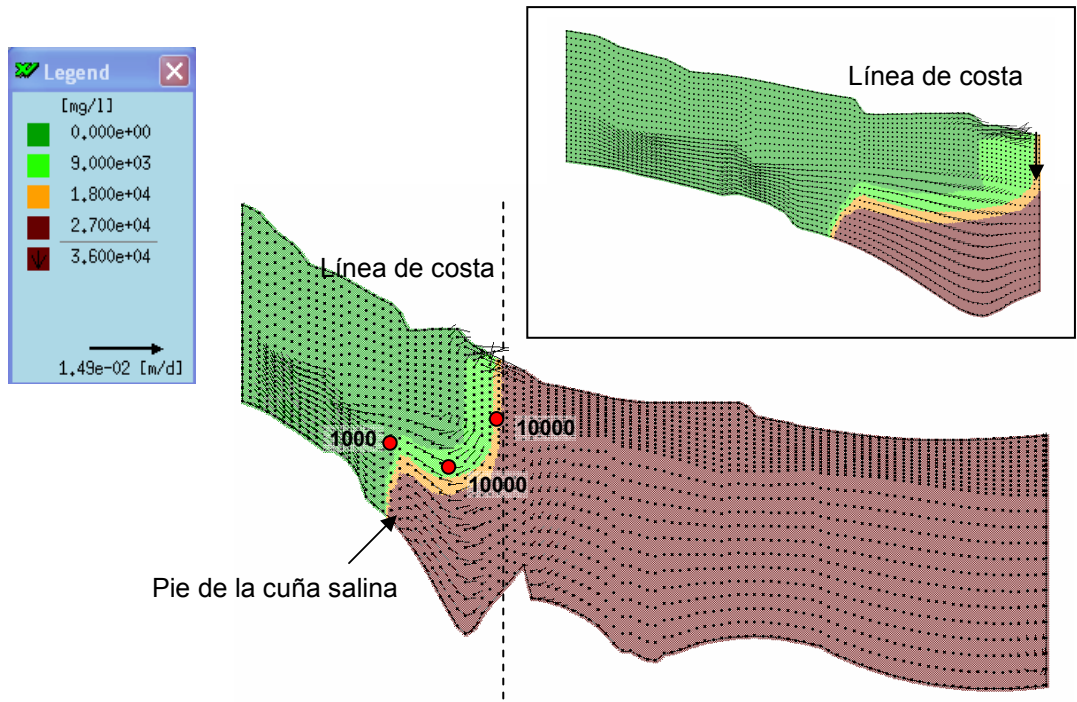 Legend
[mg/l]
0.000e+00
9.000e+03
1.800e+04
2.700e+04
3.600e+04
1.49e-02 [m/d]
Línea de costa
Línea de costa
1000
10000
10000
Pie de la cuña salina